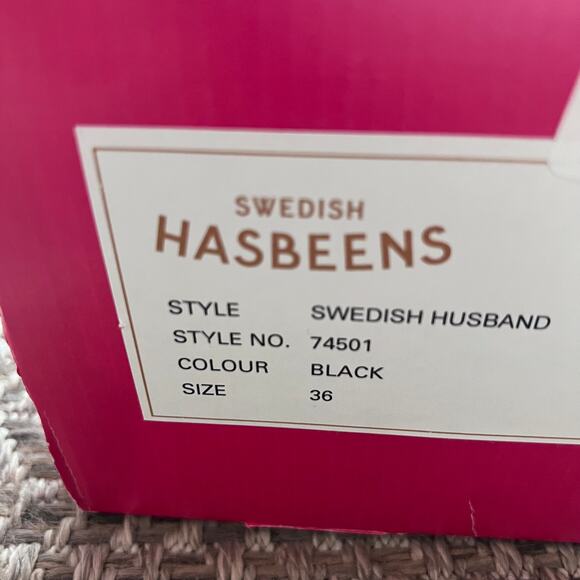 SWEDISH
HASBEENS
STYLE SWEDISH HUSBAND
STYLE NO. 74501
COLOUR BLACK
SIZE 36